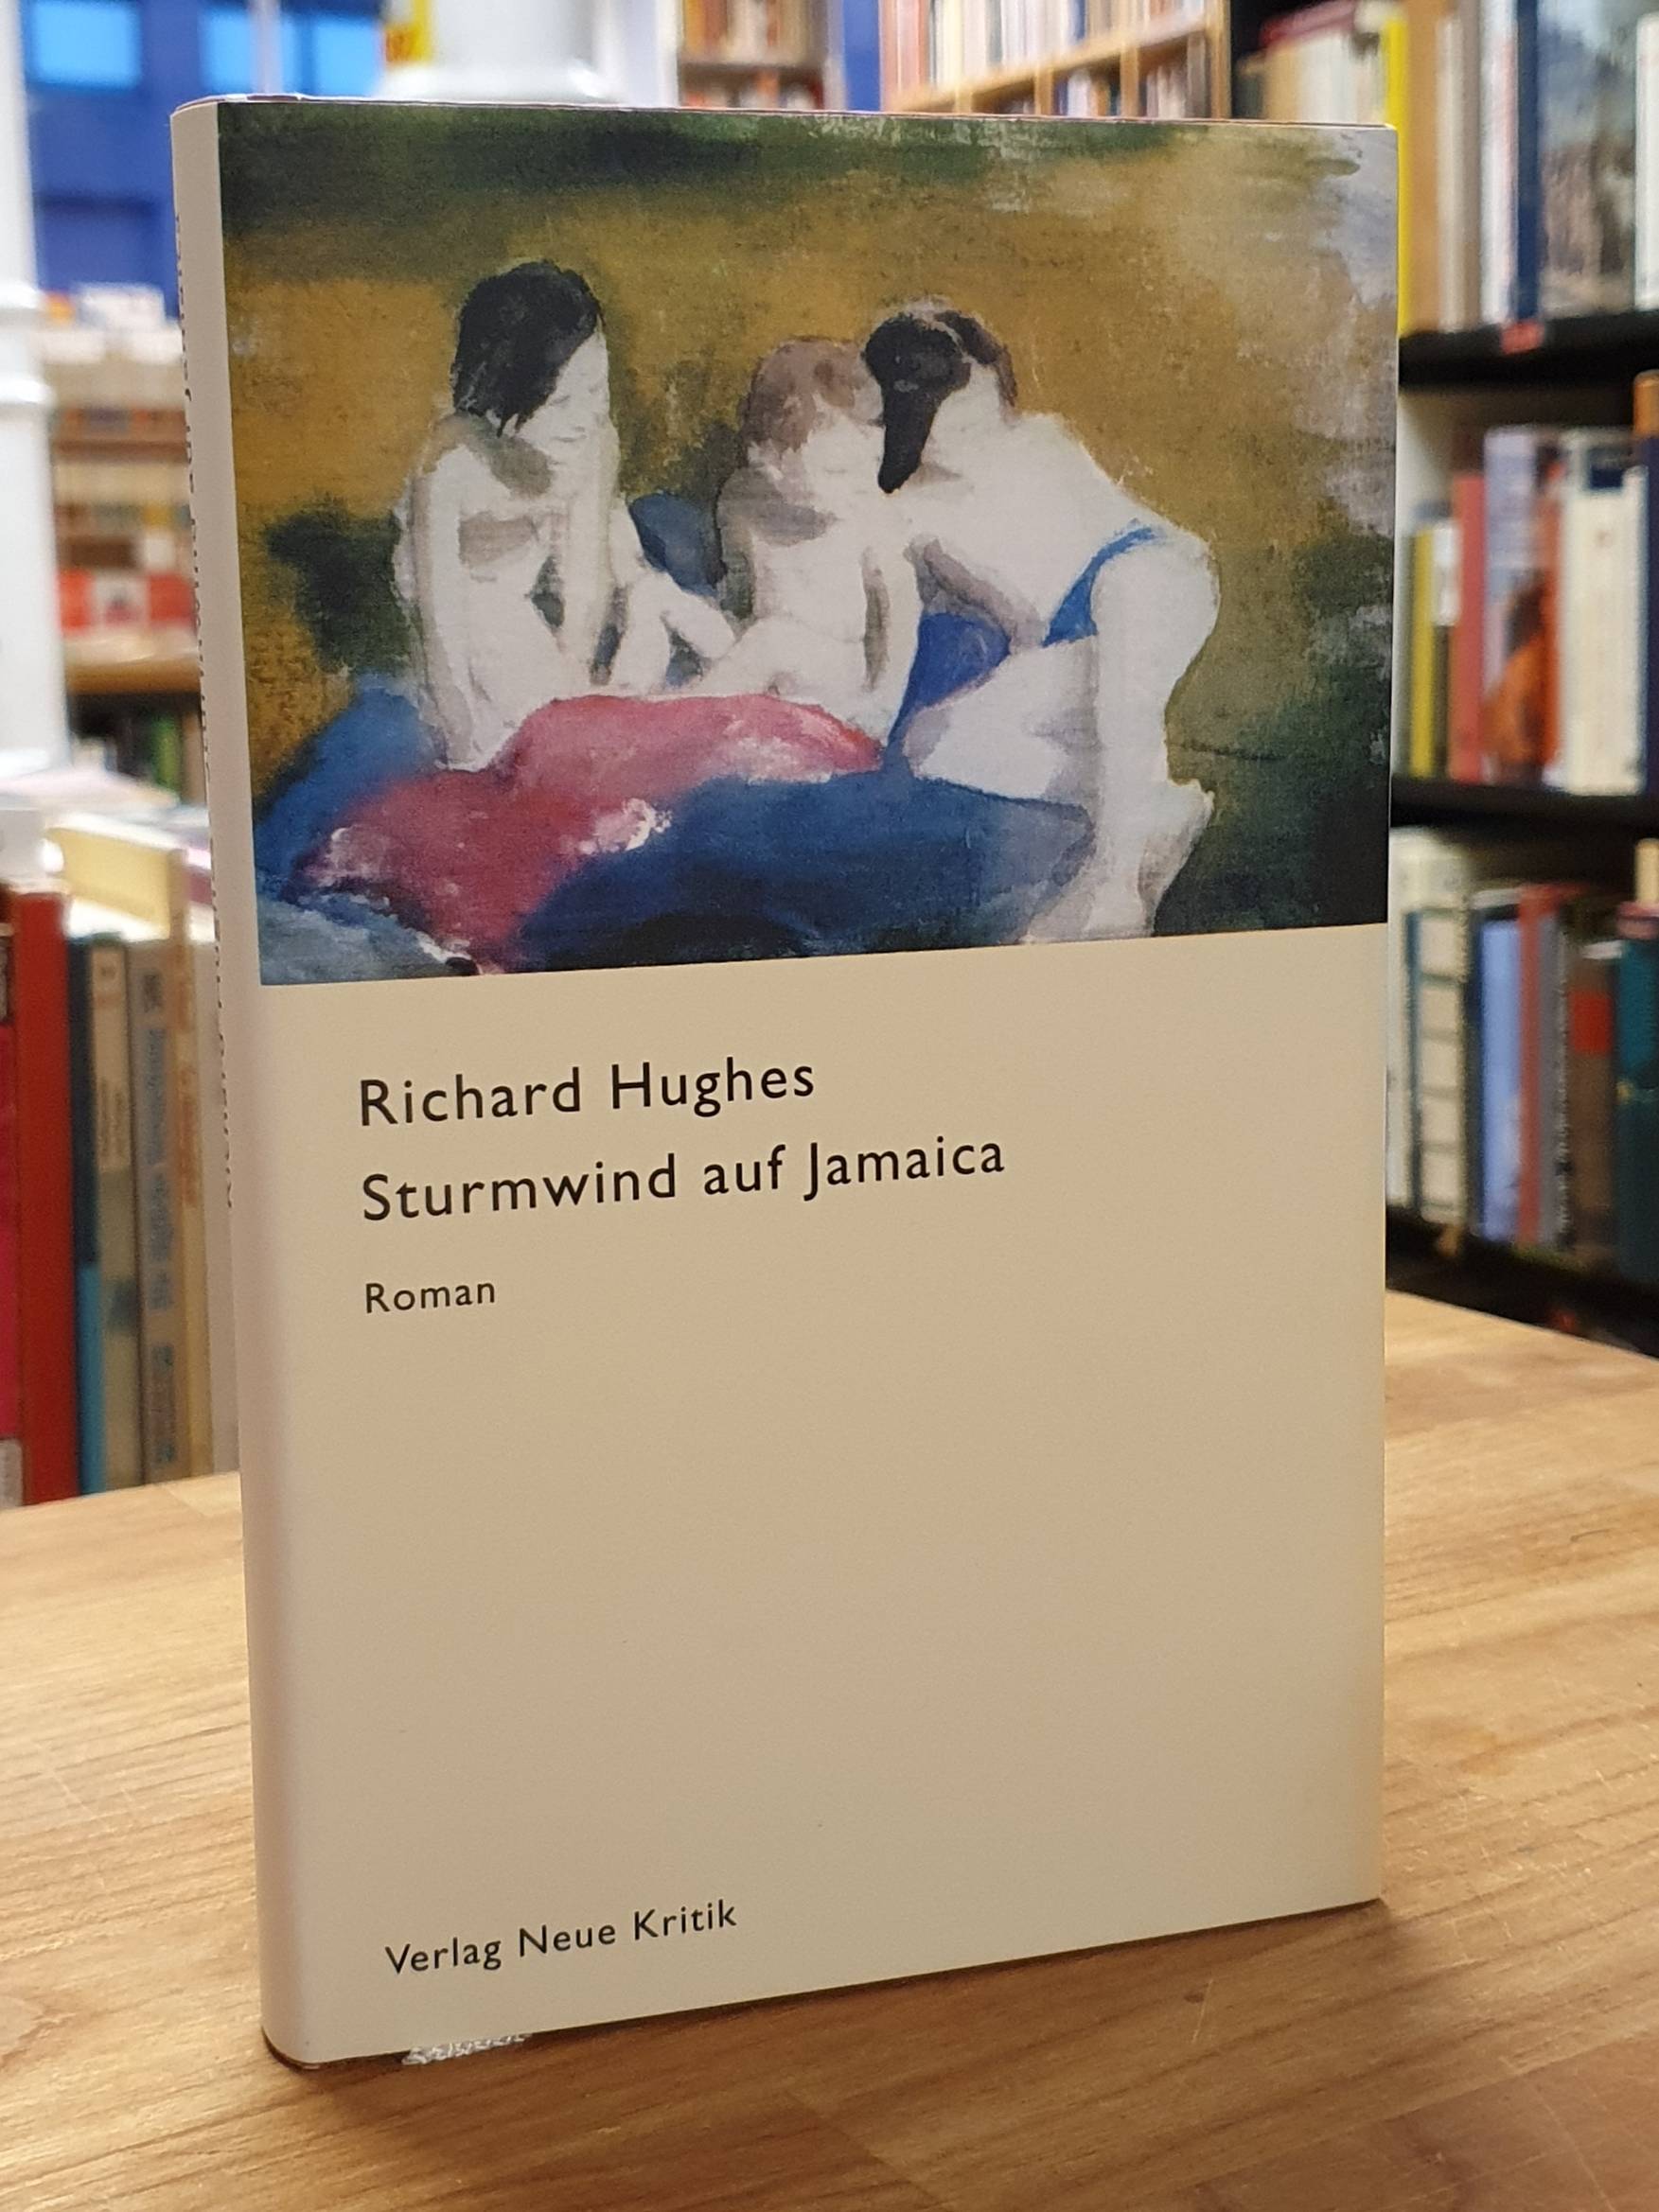 Richard Hughes
Sturmwind auf Jamaica
Roman
Verlag Neue Kritik